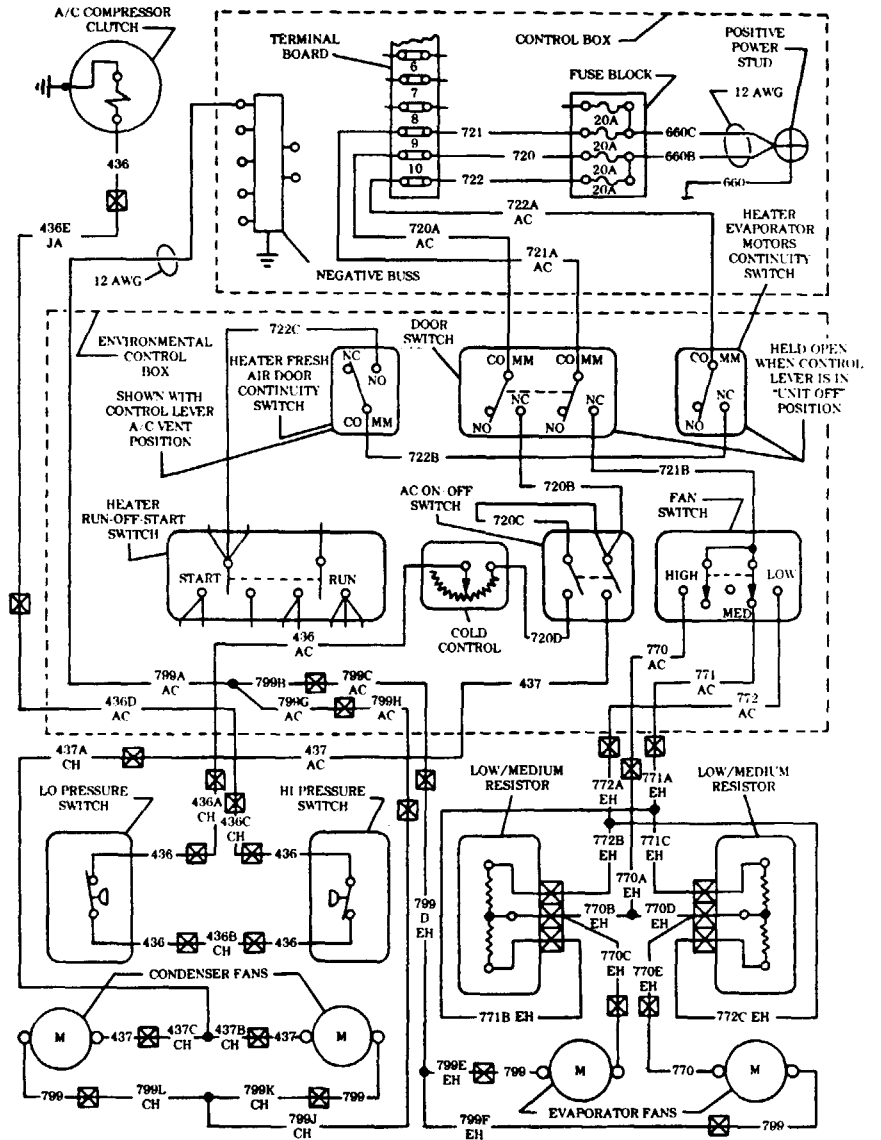 A/C COMPRESSOR
CLUTCH
TERMINAL
BOARD
CONTROL BOX
POSITIVE
POWER
STUD
FUSE BLOCK
12 AWG
6
7
8
9
10
20A
20A
20A
721
720
722
660C
660B
660
436
436E
JA
12 AWG
NEGATIVE BUSS
720A
AC
722A
AC
721A
AC
HEATER
EVAPORATOR
MOTORS
CONTINUITY
SWITCH
ENVIRONMENTAL
CONTROL
BOX
SHOWN WITH
CONTROL LEVER
A/C VENT
POSITION
722C
HEATER FRESH
AIR DOOR
CONTINUITY
SWITCH
NC
NO
COMM
DOOR
SWITCH
COMM
COMM
NC
NC
NO
NO
COMM
NC
NO
HELD OPEN
WHEN CONTROL
LEVER IS IN
"UNIT OFF"
POSITION
722B
721B
720B
AC ON-OFF
SWITCH
720C
FAN
SWITCH
HEATER
RUN-OFF-START
SWITCH
START
RUN
HIGH
LOW
MED
COLD
CONTROL
720D
436
AC
770
AC
771
AC
772
AC
799A
AC
799B
799C
AC
437
799G
AC
799H
AC
436D
AC
437A
CH
437
AC
LO PRESSURE
SWITCH
436A
CH
436C
CH
HI PRESSURE
SWITCH
LOW/MEDIUM
RESISTOR
772A
EH
771A
EH
LOW/MEDIUM
RESISTOR
772B
EH
771C
EH
436
436
770A
EH
799
D
EH
770B
EH
770D
EH
436
436B
CH
436
770C
EH
770E
EH
CONDENSER FANS
771B EH
772C EH
M
437
437C
CH
437B
CH
437
M
799E
EH
799
M
770
M
799
799L
CH
799K
CH
799
EVAPORATOR FANS
799J
CH
799F
EH
799